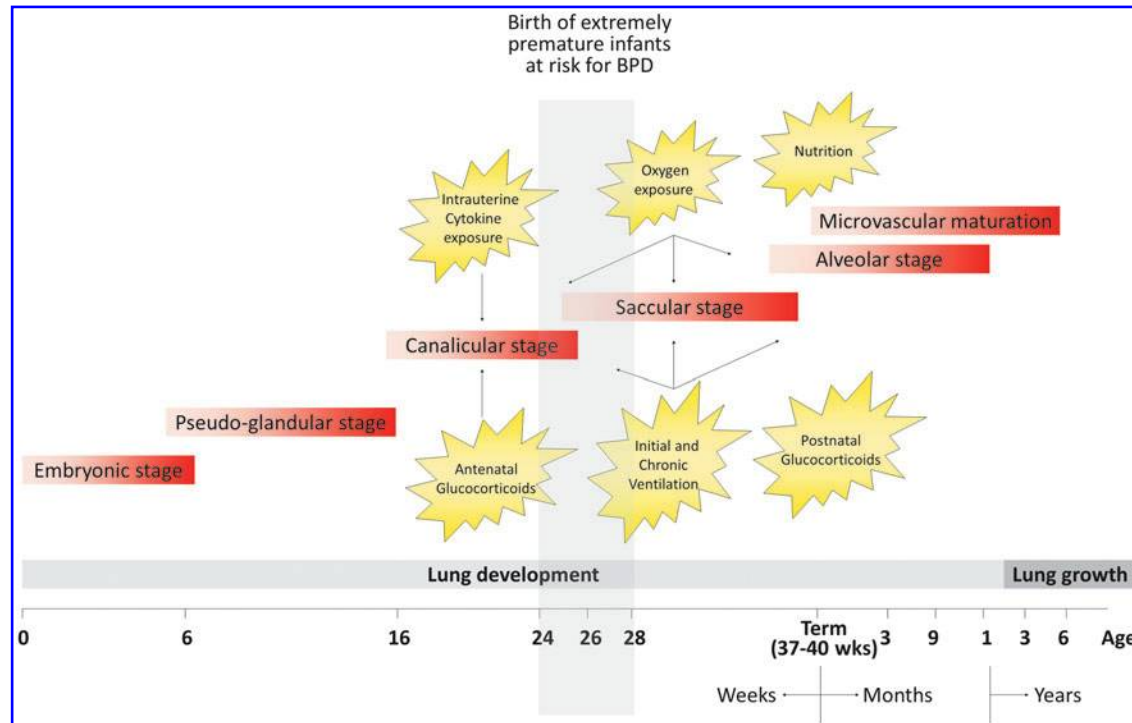 Birth of extremely
premature infants
at risk for BPD
Nutrition
Oxygen
exposure
Intrauterine
Cytokine
exposure
Microvascular maturation
Alveolar stage
Saccular stage
Canalicular stage
Pseudo-glandular stage
Embryonic stage
Antenatal
Glucocorticoids
Initial and
Chronic
Ventilation
Postnatal
Glucocorticoids
Lung development
Lung growth
0 6 16 24 26 28 Term 3 9 1 3 6 Age
(37-40 wks)
Weeks Months Years